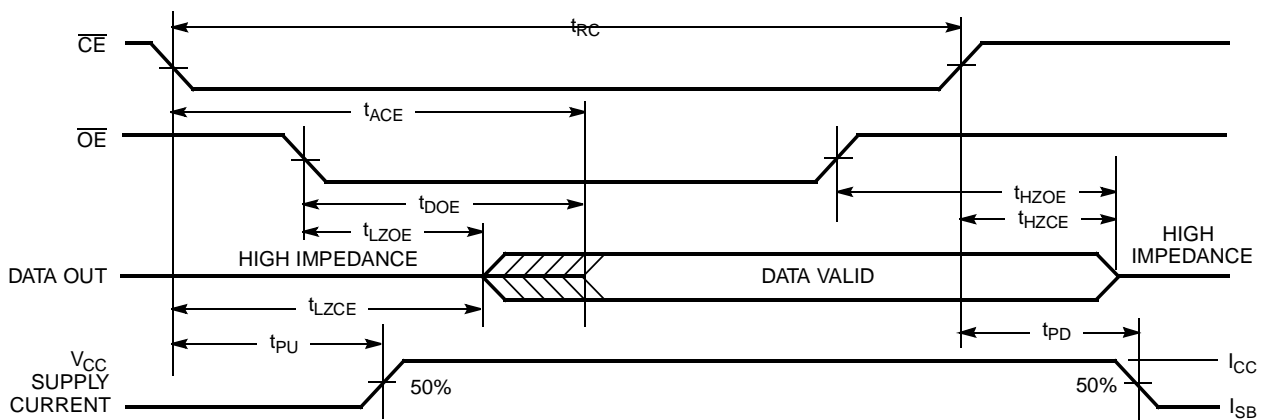 tRC
CE
tACE
OE
tHZOE
tDOE
tHZCE
tLZOE
HIGH IMPEDANCE
HIGH
IMPEDANCE
DATA OUT
DATA VALID
tLZCE
tPU
tPD
VCC
SUPPLY
CURRENT
50%
50%
ICC
ISB